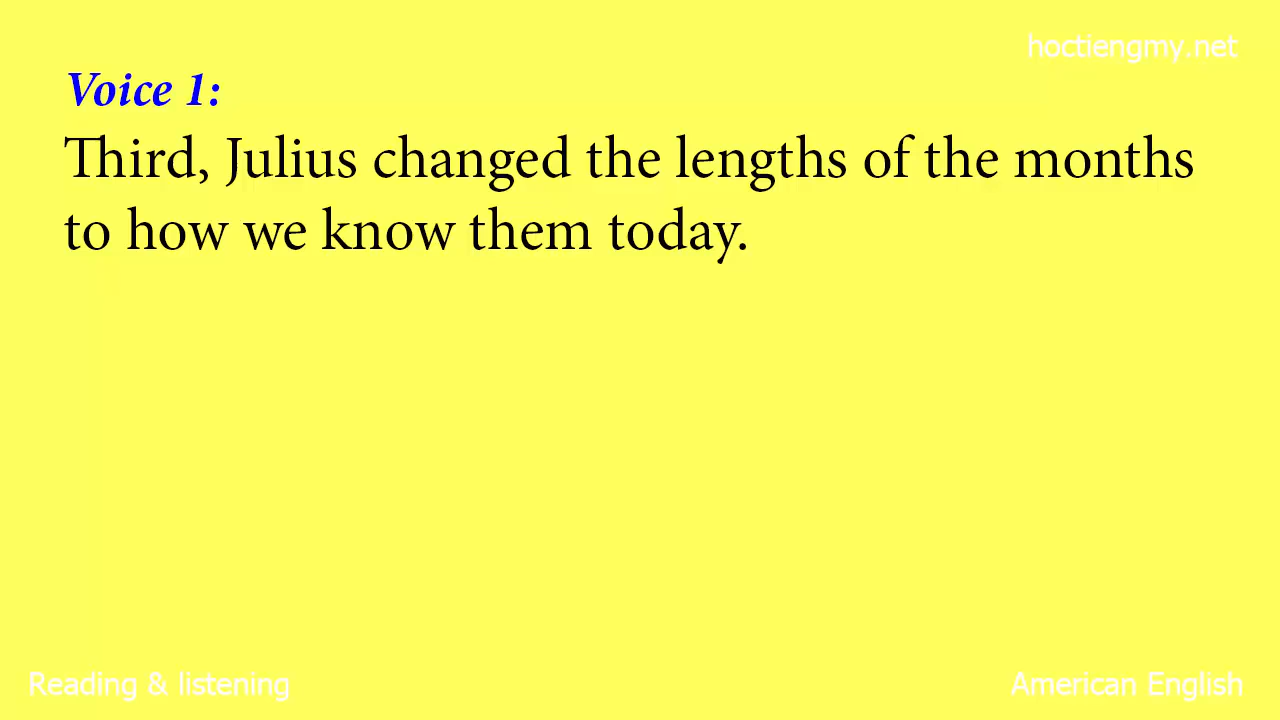 hoctiengmy.net
Voice 1:
Third, Julius changed the lengths of the months
to how we know them today.
Reading & listening
American English